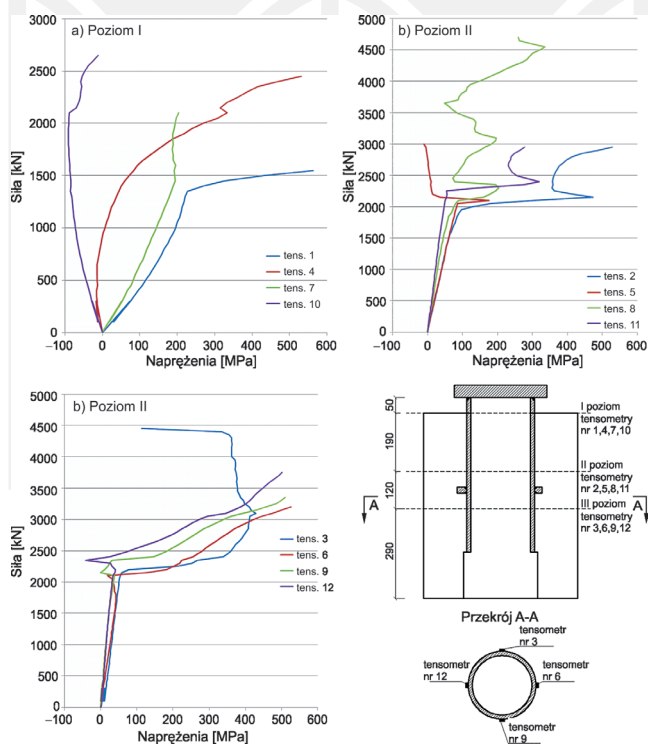 a) Poziom I
Siła [kN]
3000
2500
2000
1500
1000
500
0
–100 0 100 200 300 400 500 600
Naprężenia [MPa]
tens. 1
tens. 4
tens. 7
tens. 10
b) Poziom II
Siła [kN]
5000
4500
4000
3500
3000
2500
2000
1500
1000
500
0
–100 0 100 200 300 400 500 600
Naprężenia [MPa]
tens. 2
tens. 5
tens. 8
tens. 11
b) Poziom II
Siła [kN]
5000
4500
4000
3500
3000
2500
2000
1500
1000
500
0
–100 0 100 200 300 400 500 600
Naprężenia [MPa]
tens. 3
tens. 6
tens. 9
tens. 12
50
190
120
290
I poziom
tensometry
nr 1,4,7,10
II poziom
tensometry
nr 2,5,8,11
A
III poziom
A
tensometry
nr 3,6,9,12
Przekrój A-A
tensometr
nr 3
tensometr
nr 12
tensometr
nr 6
tensometr
nr 9